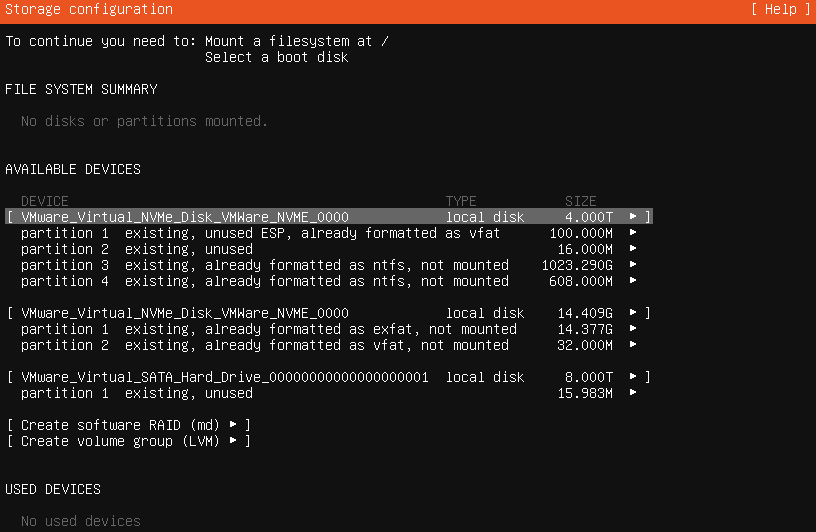 Storage configuration [ Help ]
To continue you need to: Mount a filesystem at /
Select a boot disk
FILE SYSTEM SUMMARY
No disks or partitions mounted.
AVAILABLE DEVICES
DEVICE TYPE SIZE
[ VMware_Virtual_NVMe_Disk_VMWare_NVME_0000 local disk 4.000T ▸ ]
partition 1 existing, unused ESP, already formatted as vfat 100.000M ▸
partition 2 existing, unused 16.000M ▸
partition 3 existing, already formatted as ntfs, not mounted 1023.290G ▸
partition 4 existing, already formatted as ntfs, not mounted 608.000M ▸
[ VMware_Virtual_NVMe_Disk_VMWare_NVME_0000 local disk 14.409G ▸ ]
partition 1 existing, already formatted as exfat, not mounted 14.377G ▸
partition 2 existing, already formatted as vfat, not mounted 32.000M ▸
[ VMware_Virtual_SATA_Hard_Drive_00000000000000000001 local disk 8.000T ▸ ]
partition 1 existing, unused 15.983M ▸
[ Create software RAID (md) ▸ ]
[ Create volume group (LVM) ▸ ]
USED DEVICES
No used devices